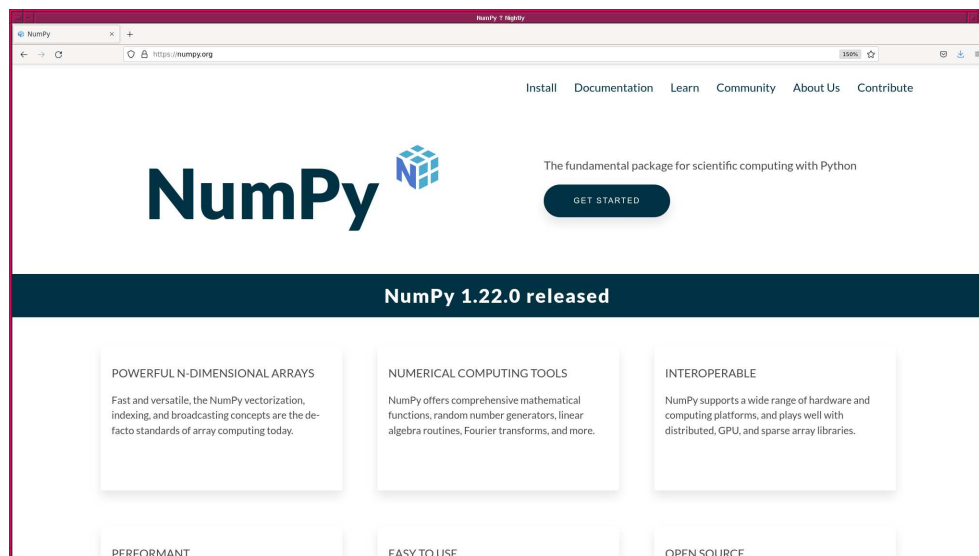 NumPy † Nightly
NumPy
https://numpy.org
150%
Install Documentation Learn Community About Us Contribute
NumPy
The fundamental package for scientific computing with Python
GET STARTED
NumPy 1.22.0 released
POWERFUL N-DIMENSIONAL ARRAYS
Fast and versatile, the NumPy vectorization,
indexing, and broadcasting concepts are the de-
facto standards of array computing today.
NUMERICAL COMPUTING TOOLS
NumPy offers comprehensive mathematical
functions, random number generators, linear
algebra routines, Fourier transforms, and more.
INTEROPERABLE
NumPy supports a wide range of hardware and
computing platforms, and plays well with
distributed, GPU, and sparse array libraries.
PERFORMANT
EASY TO USE
OPEN SOURCE